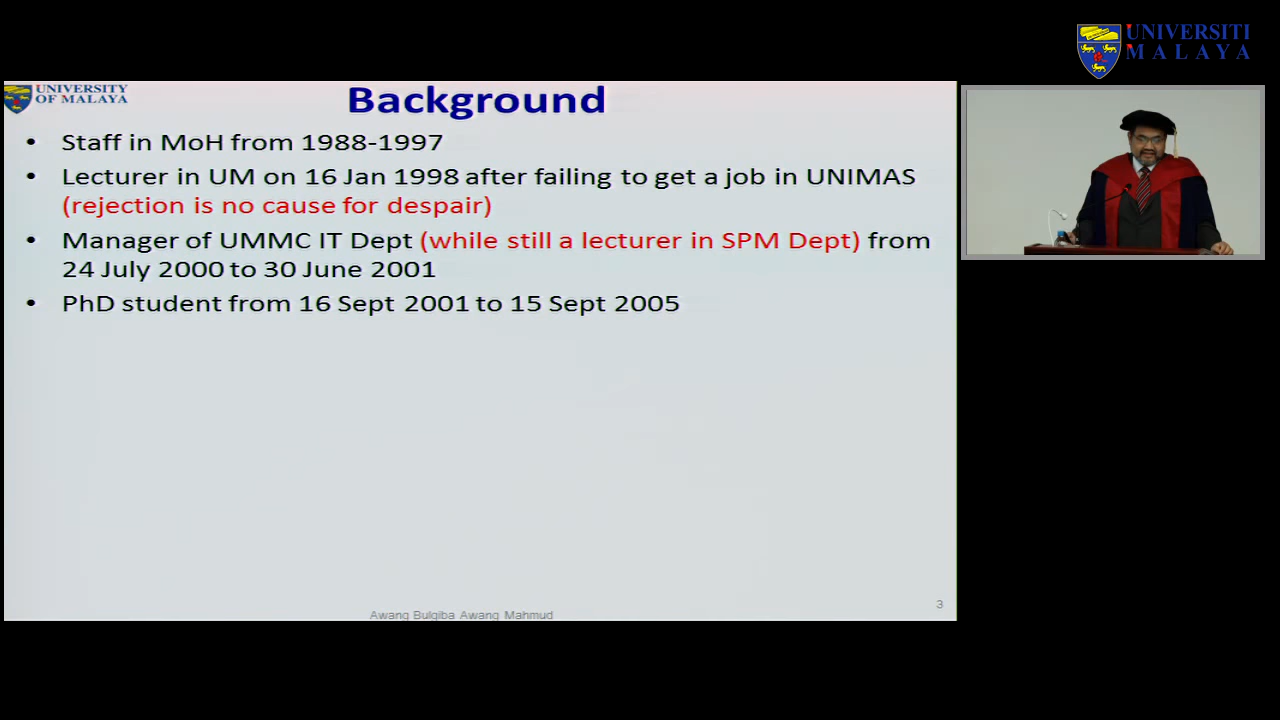 UNIVERSITI
MALAYA
UNIVERSITY
OF MALAYA
Background
• Staff in MoH from 1988-1997
• Lecturer in UM on 16 Jan 1998 after failing to get a job in UNIMAS
(rejection is no cause for despair)
• Manager of UMMC IT Dept (while still a lecturer in SPM Dept) from
24 July 2000 to 30 June 2001
• PhD student from 16 Sept 2001 to 15 Sept 2005
Awang Bulgiba Awang Mahmud
3